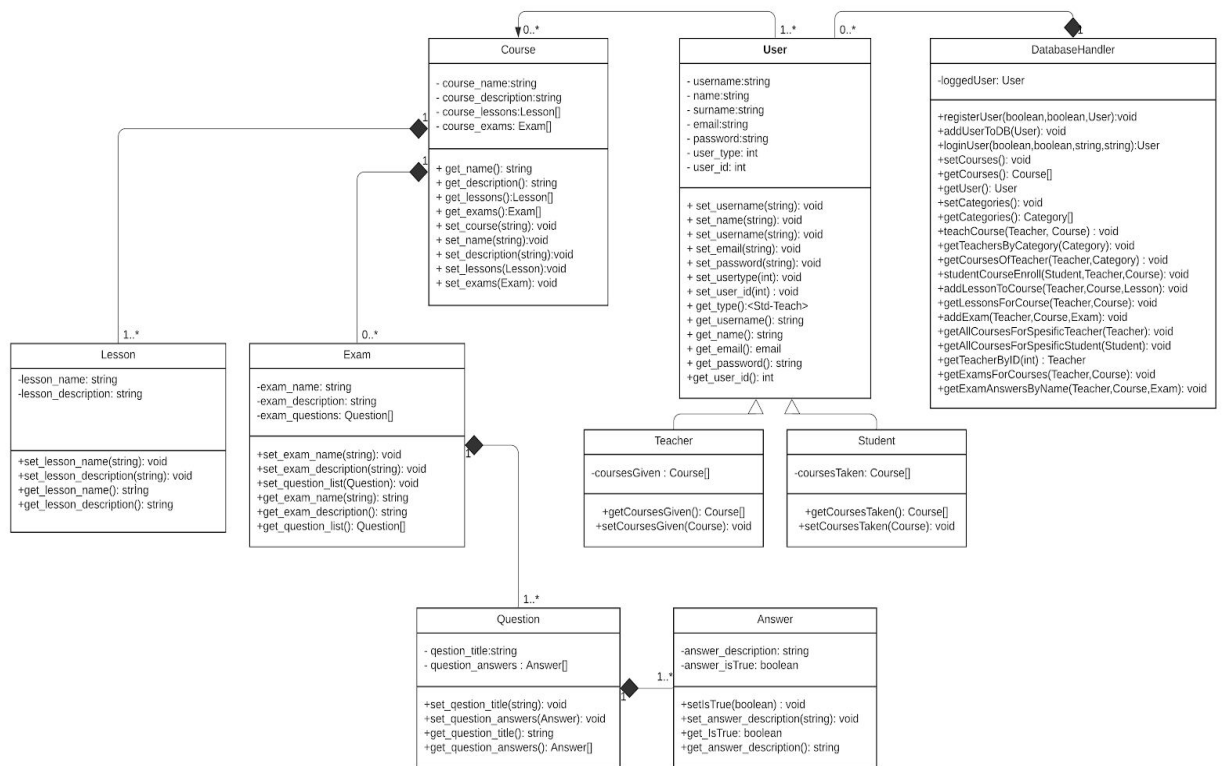 0..*
1..*
0..*
1
Course
- course_name:string
- course_description:string
- course_lessons:Lesson[]
- course_exams: Exam[]
+ get_name(): string
+ get_description(): string
+ get_lessons():Lesson[]
+ get_exams():Exam[]
+ set_course(string): void
+ set_name(string):void
+ set_description(string):void
+ set_lessons(Lesson):void
+ set_exams(Exam): void
1
1
User
- username:string
- name:string
- surname:string
- email:string
- password:string
- user_type: int
- user_id: int
+ set_username(string): void
+ set_name(string): void
+ set_username(string): void
+ set_email(string): void
+ set_password(string): void
+ set_usertype(int): void
+ set_user_id(int) : void
+ get_type():<Std-Teach>
+ get_username(): string
+ get_name(): string
+ get_email(): email
+ get_password(): string
+get_user_id(): int
DatabaseHandler
-loggedUser: User
+registerUser(boolean,boolean,User):void
+addUserToDB(User): void
+loginUser(boolean,boolean,string,string):User
+setCourses(): void
+getCourses(): Course[]
+getUser(): User
+setCategories(): void
+getCategories(): Category[]
+teachCourse(Teacher, Course) : void
+getTeachersByCategory(Category): void
+getCoursesOfTeacher(Teacher,Category) : void
+studentCourseEnroll(Student,Teacher,Course): void
+addLessonToCourse(Teacher,Course,Lesson): void
+getLessonsForCourse(Teacher,Course): void
+addExam(Teacher,Course,Exam): void
+getAllCoursesForSpesificTeacher(Teacher): void
+getAllCoursesForSpesificStudent(Student): void
+getTeacherByID(int) : Teacher
+getExamsForCourses(Teacher,Course): void
+getExamAnswersByName(Teacher,Course,Exam): void
1..*
0..*
Lesson
-lesson_name: string
-lesson_description: string
+set_lesson_name(string): void
+set_lesson_description(string): void
+get_lesson_name(): string
+get_lesson_description(): string
Exam
-exam_name: string
-exam_description: string
-exam_questions: Question[]
+set_exam_name(string): void
+set_exam_description(string): void
+set_question_list(Question): void
+get_exam_name(string): string
+get_exam_description(): string
+get_question_list(): Question[]
1
Teacher
-coursesGiven : Course[]
+getCoursesGiven(): Course[]
+setCoursesGiven(Course): void
Student
-coursesTaken: Course[]
+getCoursesTaken(): Course[]
+setCoursesTaken(Course): void
1..*
Question
- qestion_title:string
- question_answers : Answer[]
+set_qestion_title(string): void
+set_question_answers(Answer): void
+get_question_title(): string
+get_question_answers(): Answer[]
1
1..*
Answer
-answer_description: string
-answer_isTrue: boolean
+setIsTrue(boolean) : void
+set_answer_description(string): void
+get_IsTrue: boolean
+get_answer_description(): string